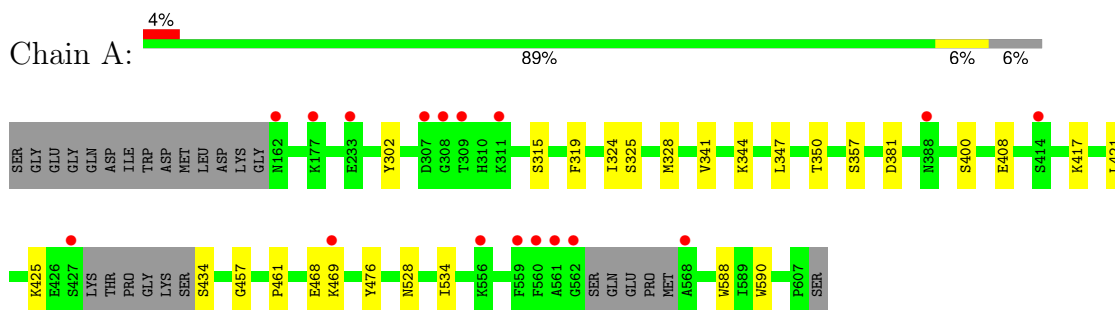 4%
Chain A:
89% 6% 6%
SER GLY GLU GLY GLN ASP ILE TRP ASP MET LEU ASP LYS GLY N162 K177 E233 Y302 D307 G308 T309 H310 K311 S315 F319 I324 S325 M328 V341 K344 L347 T350 S357 D381 N388 S400 E408 S414 K417 L421
K425 E426 S427 LYS THR PRO GLY LYS SER S434 G457 P461 E468 K469 Y476 N528 I534 K556 F559 F560 A561 G562 SER GLN GLU PRO MET A568 W588 I589 W590 P607 SER